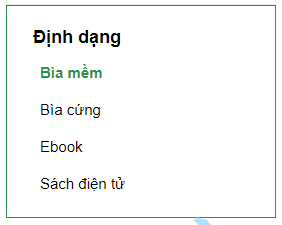 Định dạng
Bìa mềm
Bìa cứng
Ebook
Sách điện tử